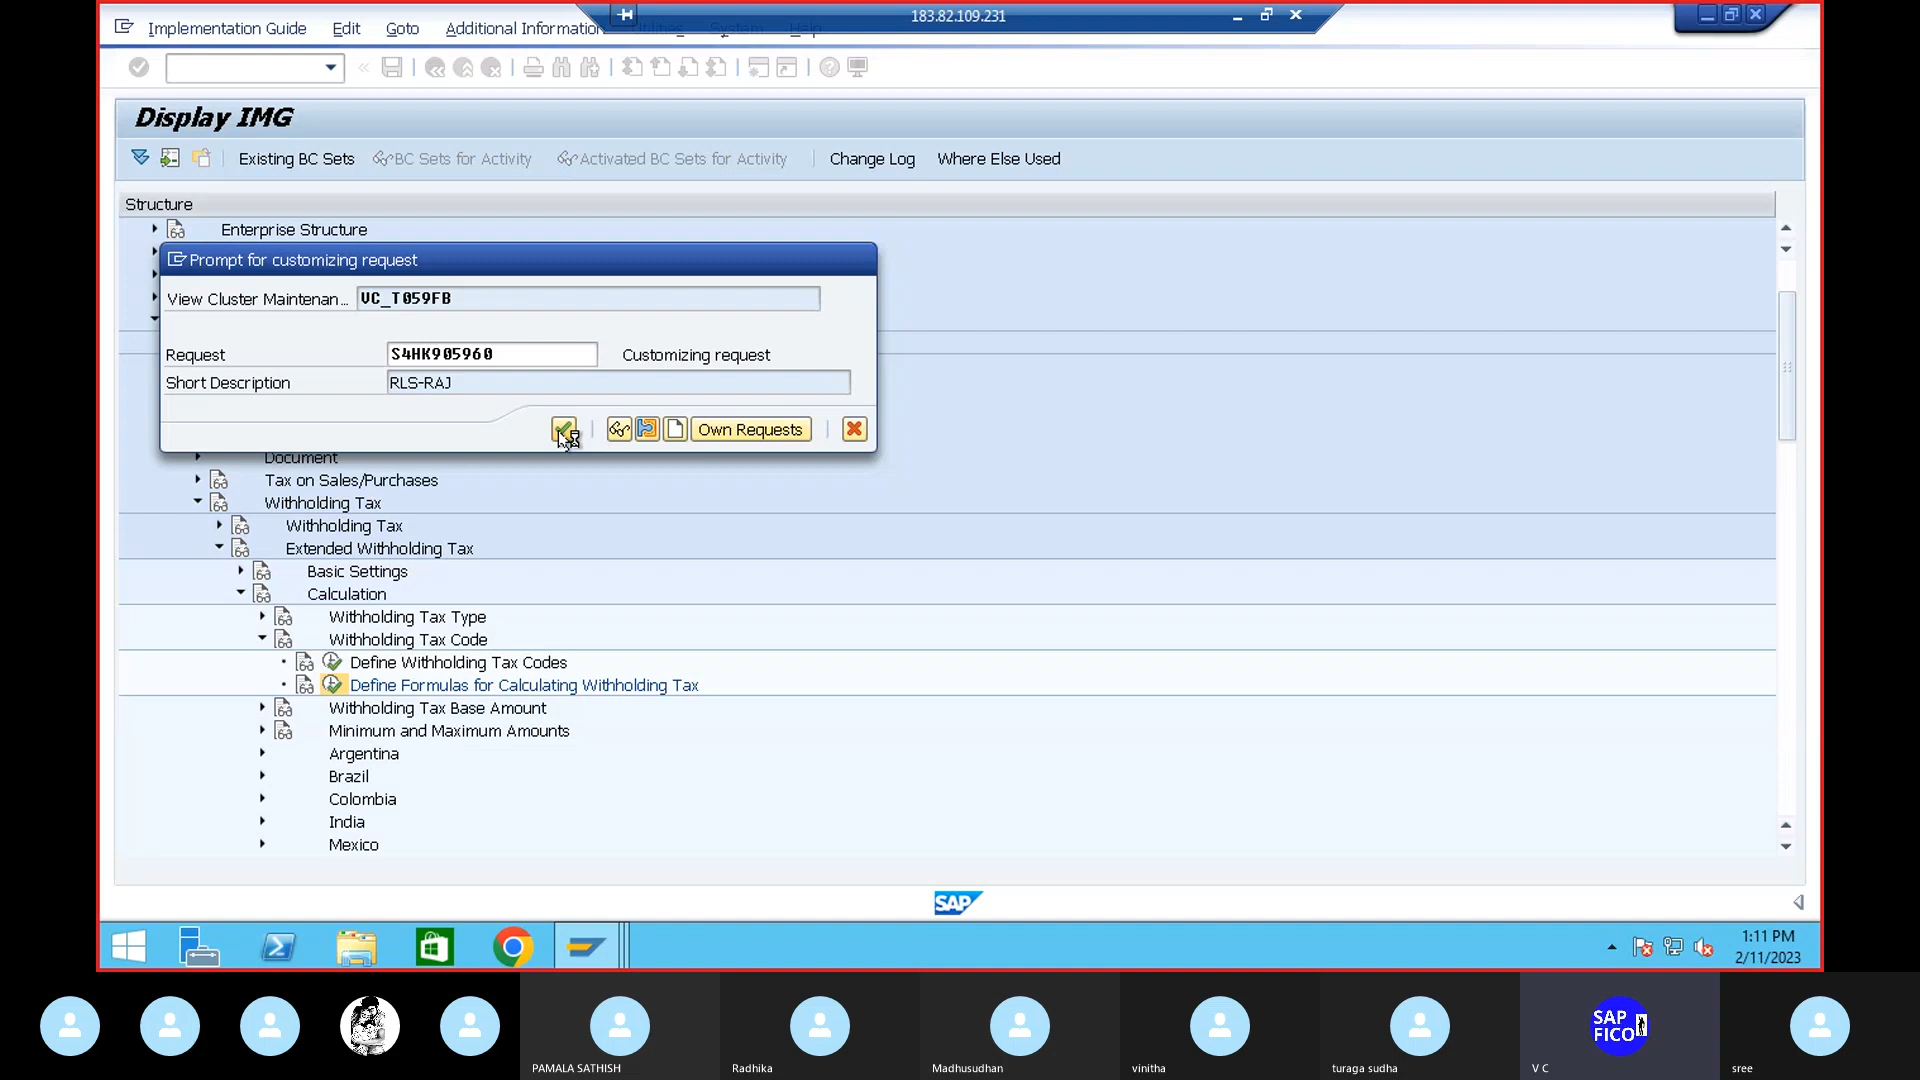 183.82.109.231
Implementation Guide Edit Goto Additional Information Utilities System Help
Display IMG
Existing BC Sets BC Sets for Activity Activated BC Sets for Activity Change Log Where Else Used
Structure
Enterprise Structure
Prompt for customizing request
View Cluster Maintenan... VC_T059FB
Request S4HK905960 Customizing request
Short Description RLS-RAJ
Own Requests
Document
Tax on Sales/Purchases
Withholding Tax
Withholding Tax
Extended Withholding Tax
Basic Settings
Calculation
Withholding Tax Type
Withholding Tax Code
Define Withholding Tax Codes
Define Formulas for Calculating Withholding Tax
Withholding Tax Base Amount
Minimum and Maximum Amounts
Argentina
Brazil
Colombia
India
Mexico
SAP
1:11 PM
2/11/2023
SAP
FICO
PAMALA SATHISH Radhika Madhusudhan vinitha turaga sudha V C sree